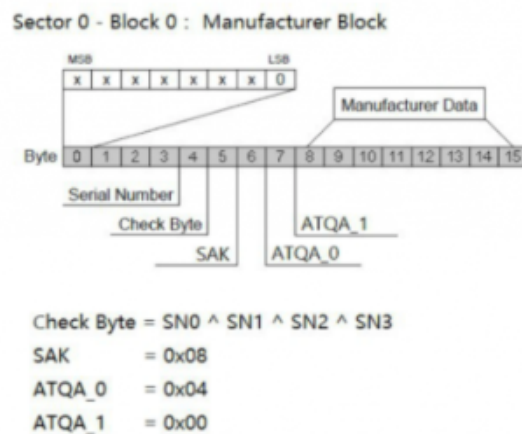 Sector 0 - Block 0 : Manufacturer Block
MSB LSB
x x x x x x x 0
Manufacturer Data
Byte 0 1 2 3 4 5 6 7 8 9 10 11 12 13 14 15
Serial Number
Check Byte ATQA_1
SAK ATQA_0
Check Byte = SN0 ^ SN1 ^ SN2 ^ SN3
SAK = 0x08
ATQA_0 = 0x04
ATQA_1 = 0x00